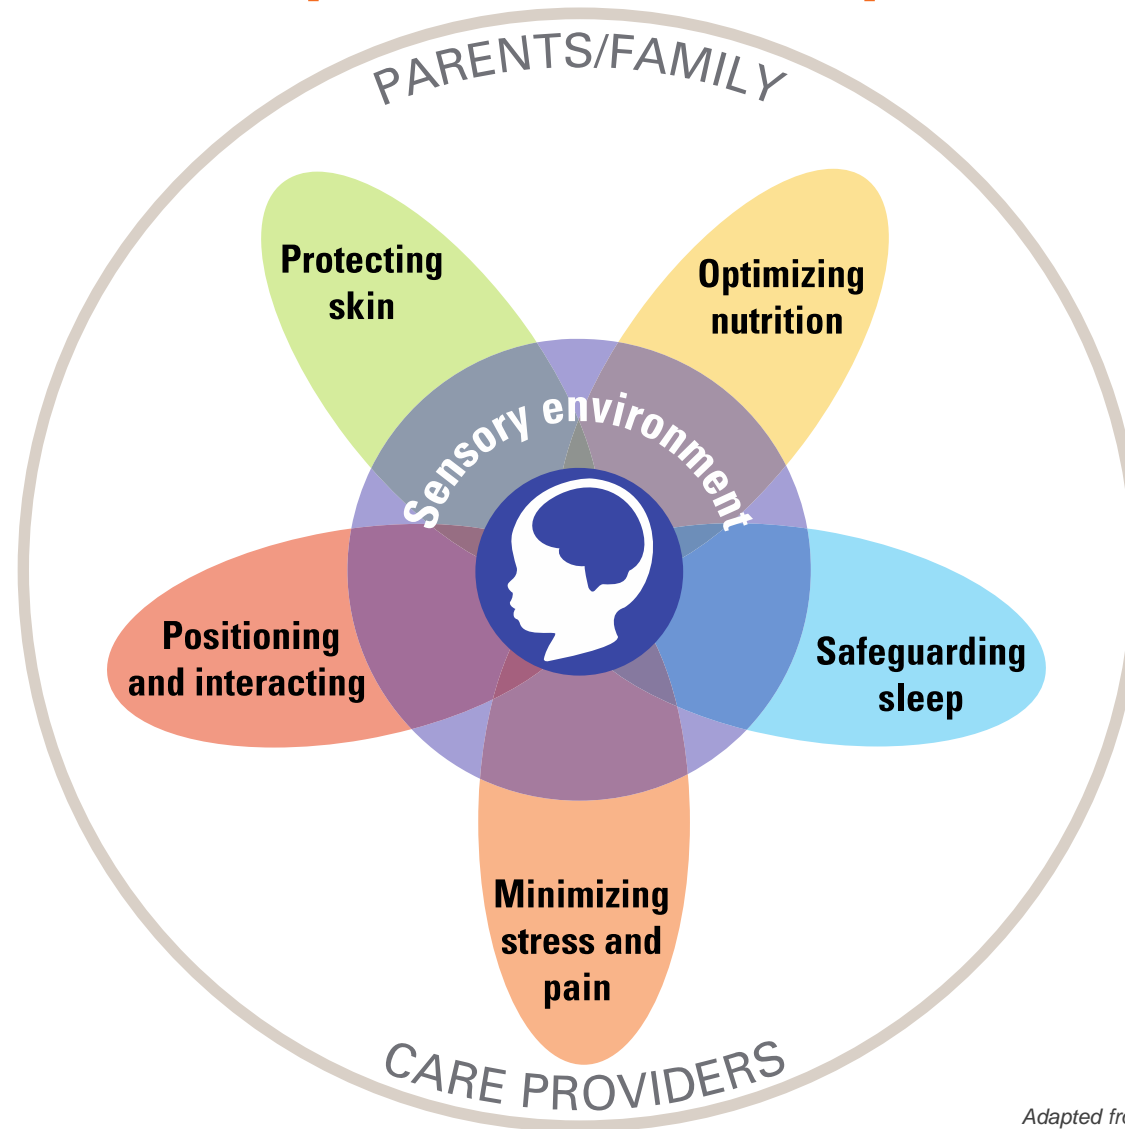 PARENTS/FAMILY
Protecting
skin
Optimizing
nutrition
Sensory environment
Positioning
and interacting
Safeguarding
sleep
Minimizing
stress and
pain
CARE PROVIDERS
Adapted